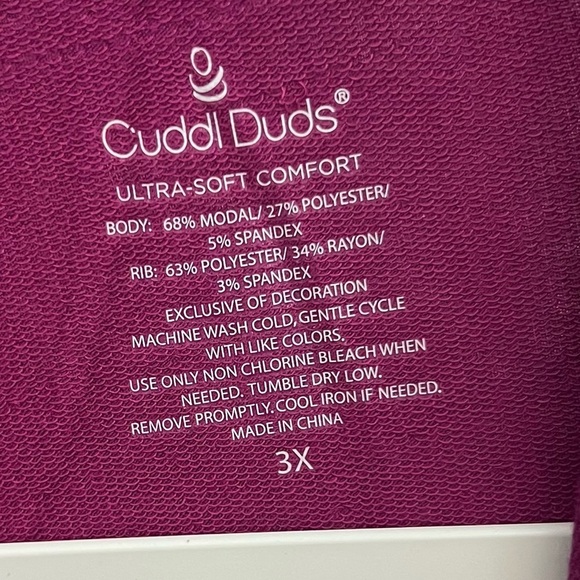 Cuddl Duds®
ULTRA-SOFT COMFORT
BODY: 68% MODAL/ 27% POLYESTER/
5% SPANDEX
RIB: 63% POLYESTER/ 34% RAYON/
3% SPANDEX
EXCLUSIVE OF DECORATION
MACHINE WASH COLD, GENTLE CYCLE
WITH LIKE COLORS.
USE ONLY NON CHLORINE BLEACH WHEN
NEEDED. TUMBLE DRY LOW.
REMOVE PROMPTLY. COOL IRON IF NEEDED.
MADE IN CHINA
3X